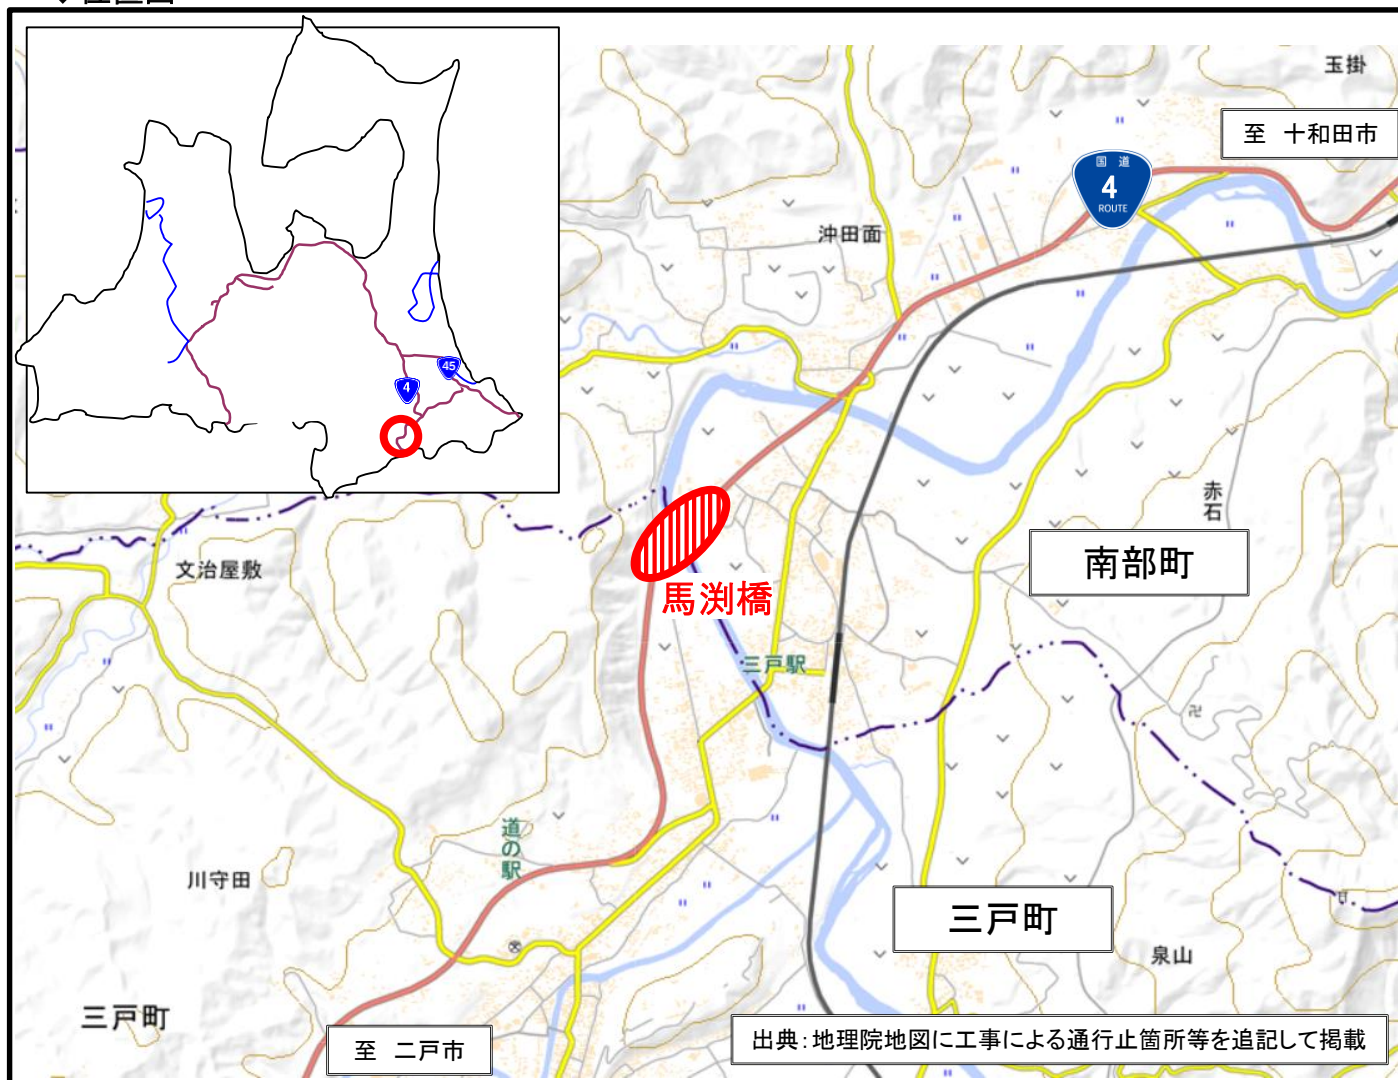 玉掛
至 十和田市
国道
4
ROUTE
沖田面
45
4
赤石
南部町
文治屋敷
馬渕橋
三戸駅
道の駅
川守田
三戸町
泉山
三戸町
至 二戸市
出典：地理院地図に工事による通行止箇所等を追記して掲載